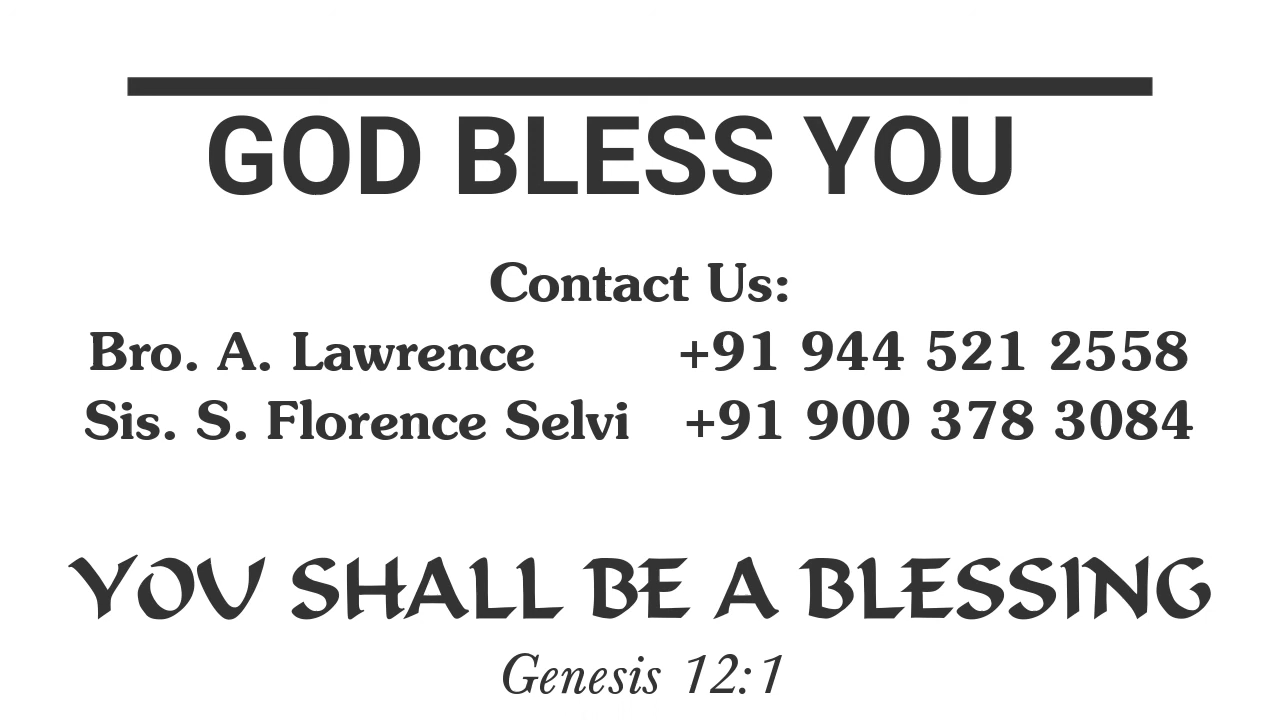 GOD BLESS YOU
Contact Us:
Bro. A. Lawrence +91 944 521 2558
Sis. S. Florence Selvi +91 900 378 3084
YOU SHALL BE A BLESSING
Genesis 12:1